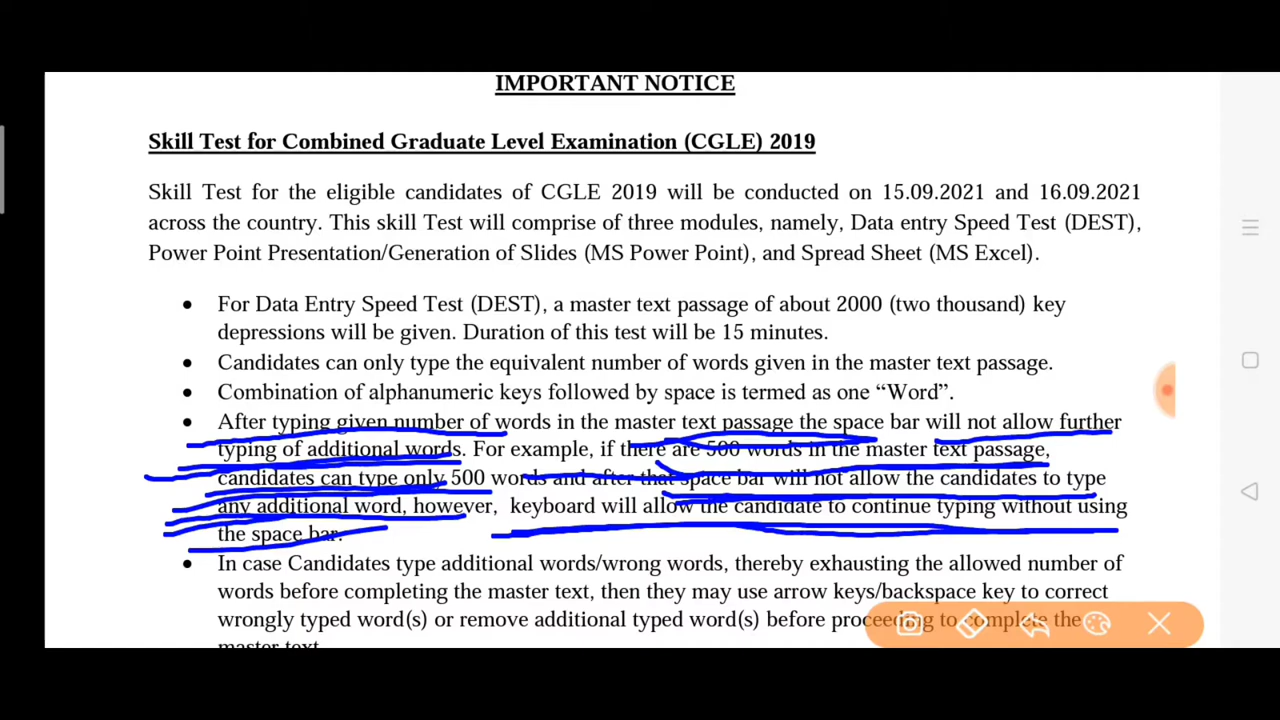 IMPORTANT NOTICE
Skill Test for Combined Graduate Level Examination (CGLE) 2019
Skill Test for the eligible candidates of CGLE 2019 will be conducted on 15.09.2021 and 16.09.2021
across the country. This skill Test will comprise of three modules, namely, Data entry Speed Test (DEST),
Power Point Presentation/Generation of Slides (MS Power Point), and Spread Sheet (MS Excel).
• For Data Entry Speed Test (DEST), a master text passage of about 2000 (two thousand) key
depressions will be given. Duration of this test will be 15 minutes.
• Candidates can only type the equivalent number of words given in the master text passage.
• Combination of alphanumeric keys followed by space is termed as one “Word”.
• After typing given number of words in the master text passage the space bar will not allow further
typing of additional words. For example, if there are 500 words in the master text passage,
candidates can type only 500 words and after that space bar will not allow the candidates to type
any additional word, however, keyboard will allow the candidate to continue typing without using
the space bar.
• In case Candidates type additional words/wrong words, thereby exhausting the allowed number of
words before completing the master text, then they may use arrow keys/backspace key to correct
wrongly typed word(s) or remove additional typed word(s) before proceeding to complete the
master text.